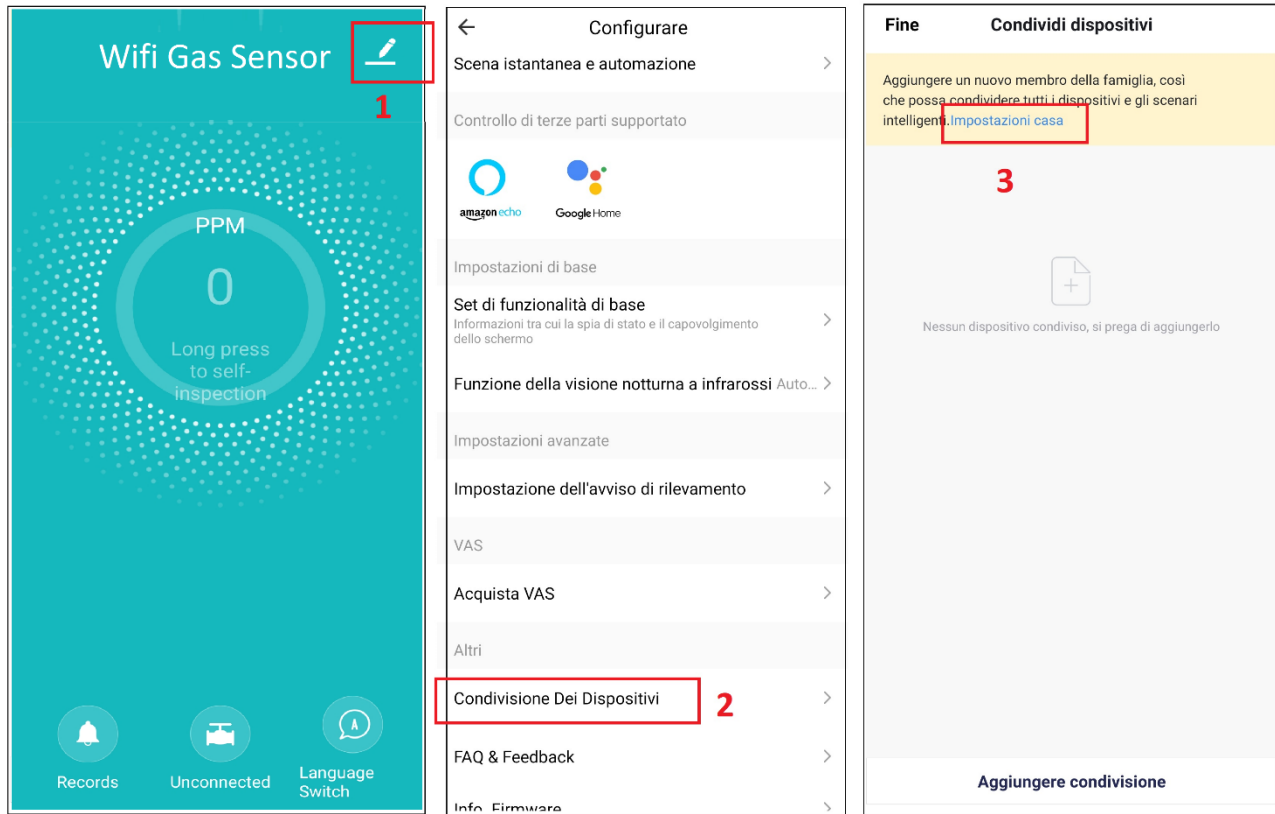 Wifi Gas Sensor
1
PPM
0
Long press
to self-
inspection
Records
Unconnected
Language
Switch
A
Configurare
Scena istantanea e automazione
Controllo di terze parti supportato
amazon echo
Google Home
Impostazioni di base
Set di funzionalità di base
Informazioni tra cui la spia di stato e il capovolgimento
dello schermo
Funzione della visione notturna a infrarossi Auto...
Impostazioni avanzate
Impostazione dell'avviso di rilevamento
VAS
Acquista VAS
Altri
Condivisione Dei Dispositivi
2
FAQ & Feedback
Info. Firmware
Fine Condividi dispositivi
Aggiungere un nuovo membro della famiglia, così
che possa condividere tutti i dispositivi e gli scenari
intelligenti.Impostazioni casa
3
Nessun dispositivo condiviso, si prega di aggiungerlo
Aggiungere condivisione